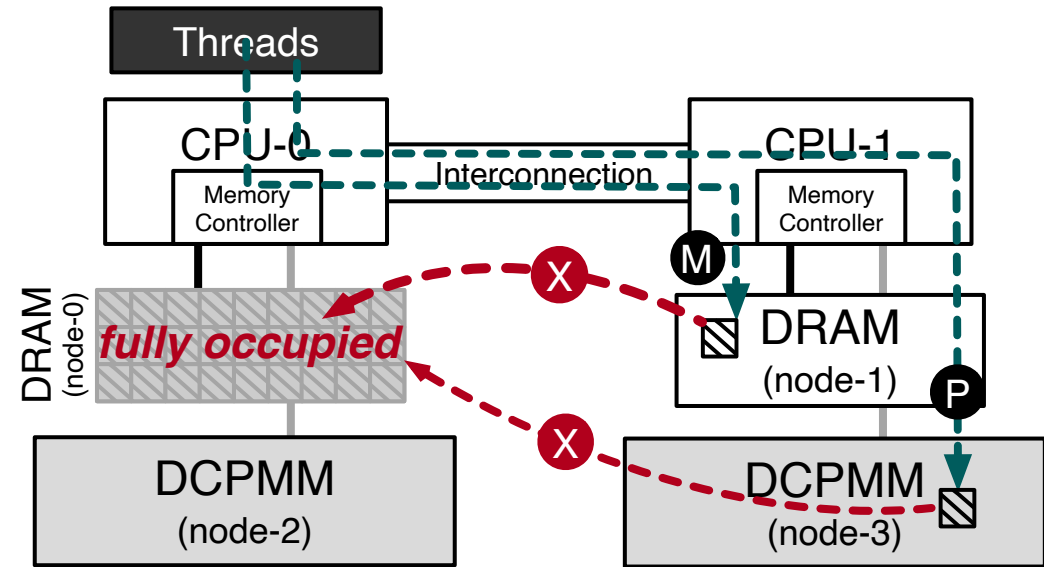 Threads
CPU-0
CPU-1
Interconnection
Memory
Controller
Memory
Controller
M
X
DRAM
(node-0)
fully occupied
DRAM
(node-1)
P
X
DCPMM
(node-2)
DCPMM
(node-3)